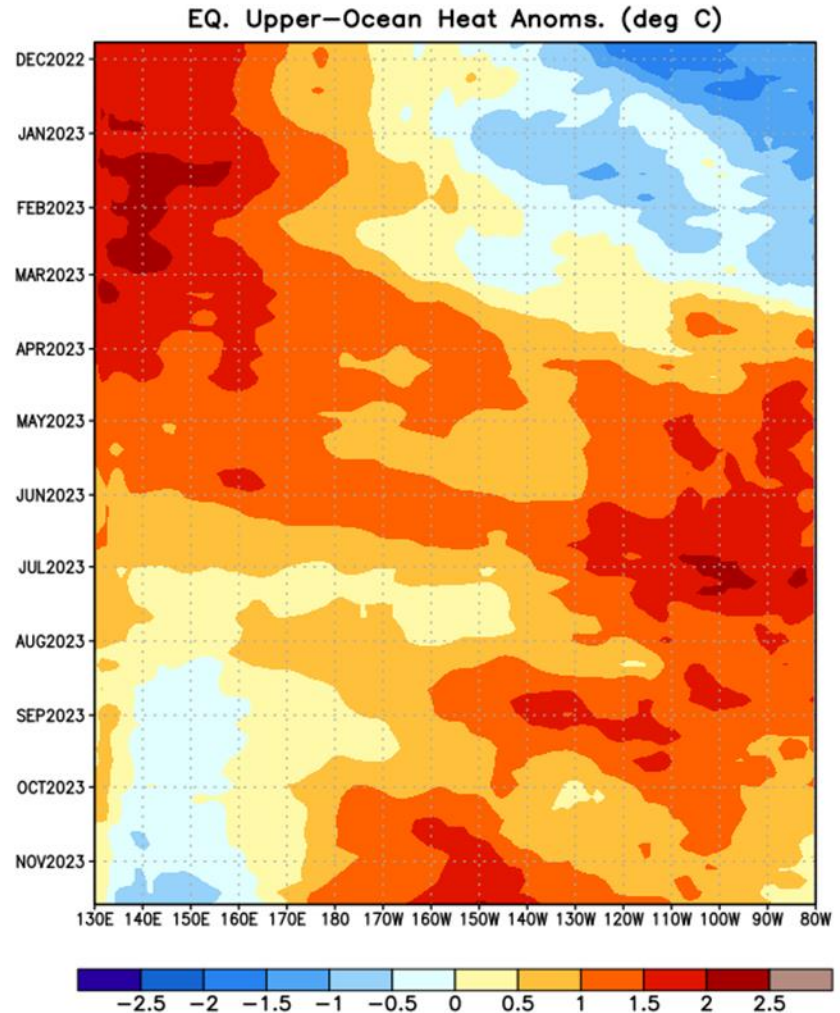 EQ. Upper-Ocean Heat Anoms. (deg C)
DEC2022
JAN2023
FEB2023
MAR2023
APR2023
MAY2023
JUN2023
JUL2023
AUG2023
SEP2023
OCT2023
NOV2023
130E 140E 150E 160E 170E 180 170W 160W 150W 140W 130W 120W 110W 100W 90W 80W
-2.5 -2 -1.5 -1 -0.5 0 0.5 1 1.5 2 2.5